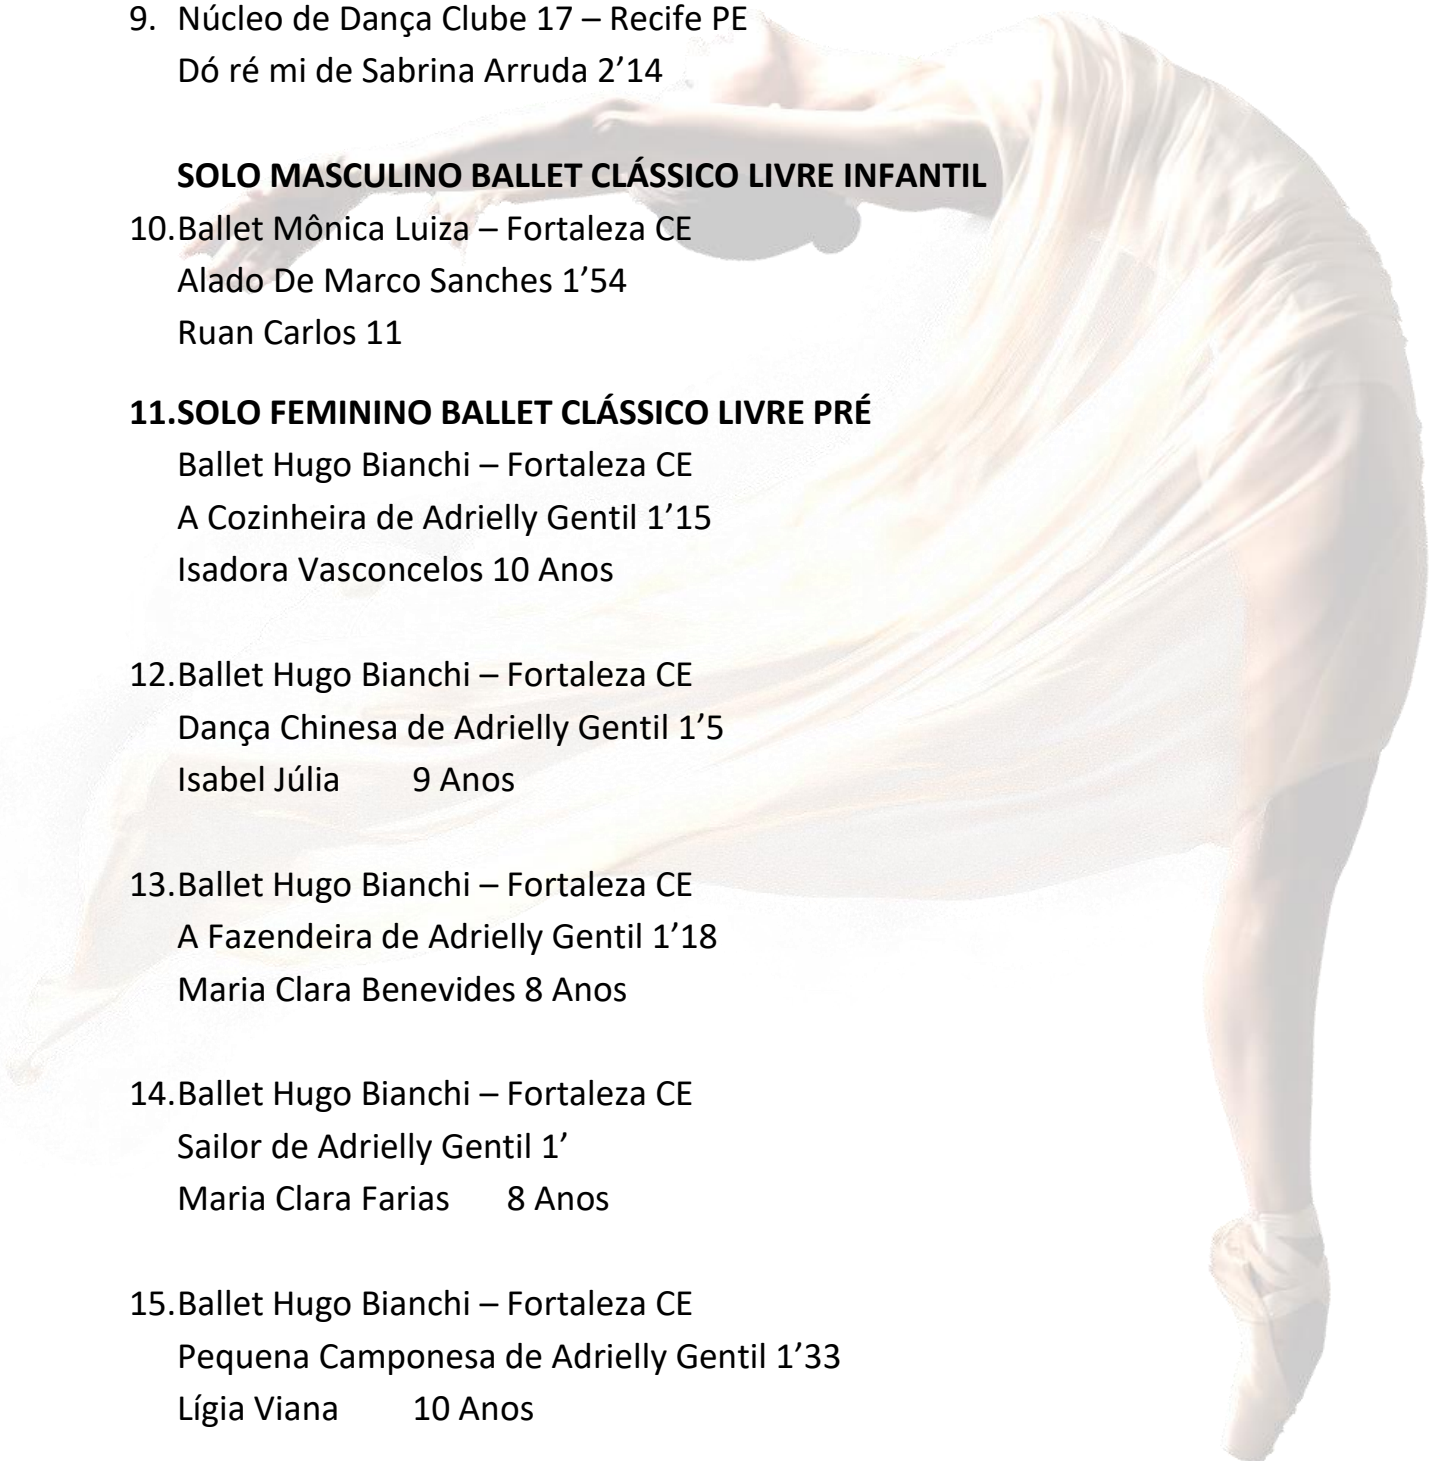 9. Núcleo de Dança Clube 17 – Recife PE
Dó ré mi de Sabrina Arruda 2’14
SOLO MASCULINO BALLET CLÁSSICO LIVRE INFANTIL
10.Ballet Mônica Luiza – Fortaleza CE
Alado De Marco Sanches 1’54
Ruan Carlos 11
11.SOLO FEMININO BALLET CLÁSSICO LIVRE PRÉ
Ballet Hugo Bianchi – Fortaleza CE
A Cozinheira de Adrielly Gentil 1’15
Isadora Vasconcelos 10 Anos
12.Ballet Hugo Bianchi – Fortaleza CE
Dança Chinesa de Adrielly Gentil 1’5
Isabel Júlia 9 Anos
13.Ballet Hugo Bianchi – Fortaleza CE
A Fazendeira de Adrielly Gentil 1’18
Maria Clara Benevides 8 Anos
14.Ballet Hugo Bianchi – Fortaleza CE
Sailor de Adrielly Gentil 1’
Maria Clara Farias 8 Anos
15.Ballet Hugo Bianchi – Fortaleza CE
Pequena Camponesa de Adrielly Gentil 1’33
Lígia Viana 10 Anos